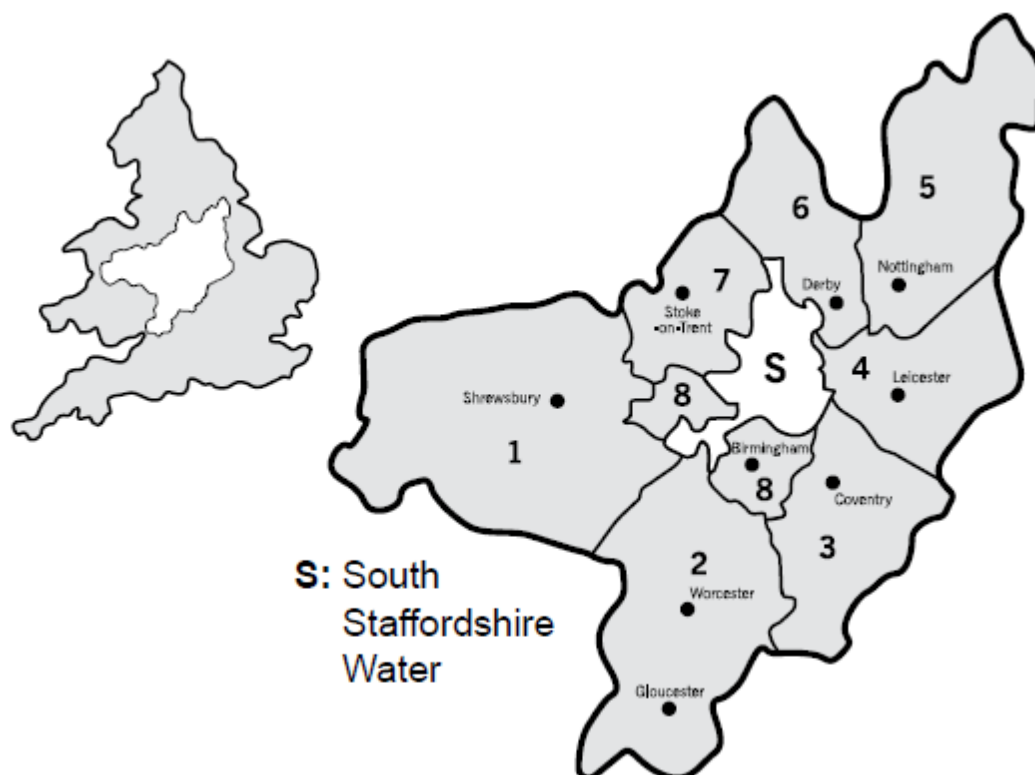 5
6
Nottingham
7
Derby
Stoke
-on-Trent
S
4
Leicester
8
Shrewsbury
1
Birmingham
8
Coventry
3
2
S: South
Staffordshire
Water
Worcester
Gloucester